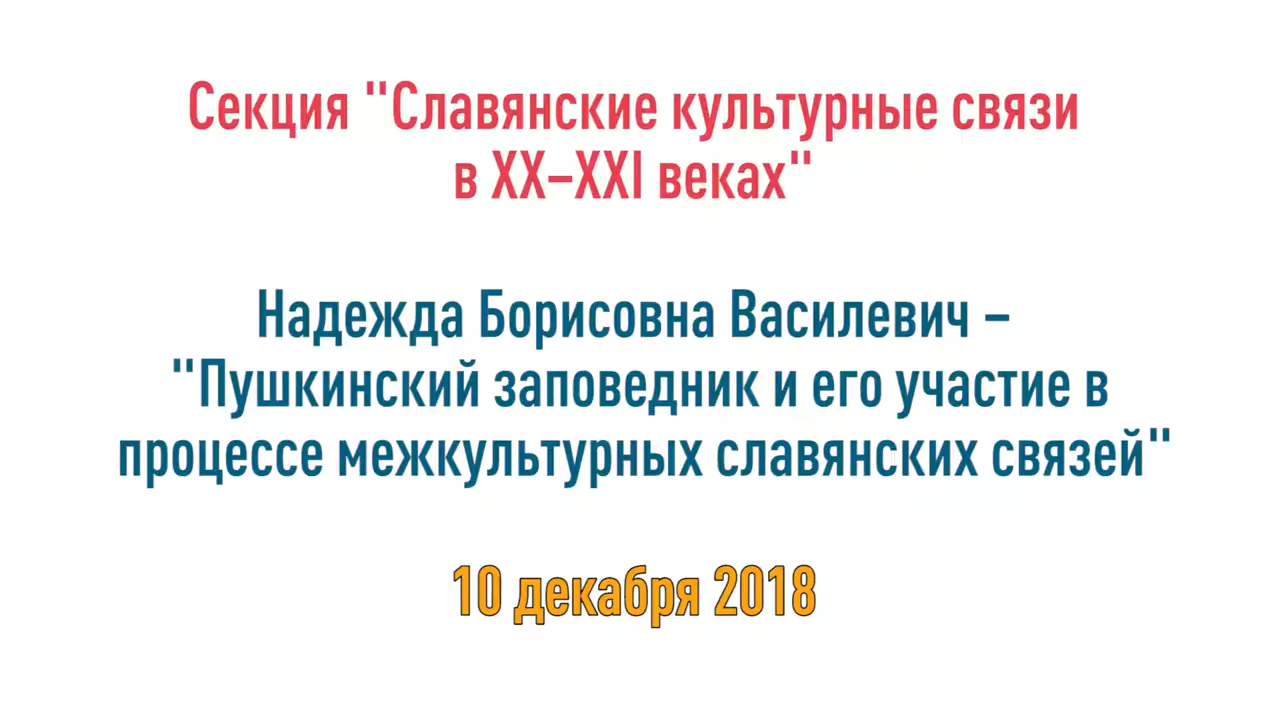 Секция "Славянские культурные связи
в XX–XXI веках"
Надежда Борисовна Василевич –
"Пушкинский заповедник и его участие в
процессе межкультурных славянских связей"
10 декабря 2018